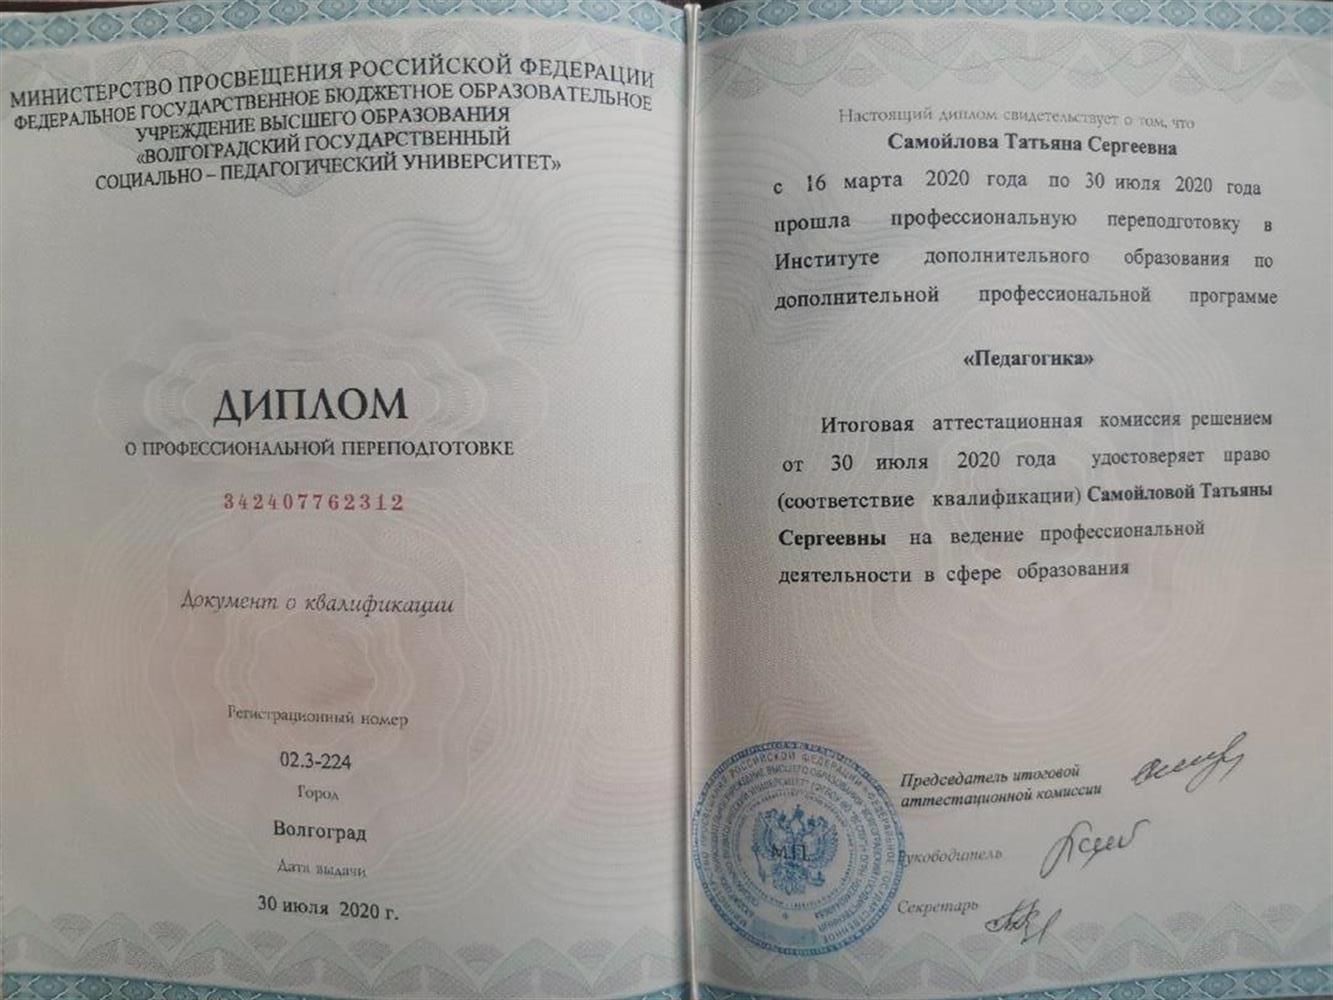 МИНИСТЕРСТВО ПРОСВЕЩЕНИЯ РОССИЙСКОЙ ФЕДЕРАЦИИ
ФЕДЕРАЛЬНОЕ ГОСУДАРСТВЕННОЕ БЮДЖЕТНОЕ ОБРАЗОВАТЕЛЬНОЕ
УЧРЕЖДЕНИЕ ВЫСШЕГО ОБРАЗОВАНИЯ
«ВОЛГОГРАДСКИЙ ГОСУДАРСТВЕННЫЙ
СОЦИАЛЬНО – ПЕДАГОГИЧЕСКИЙ УНИВЕРСИТЕТ»
ДИПЛОМ
О ПРОФЕССИОНАЛЬНОЙ ПЕРЕПОДГОТОВКЕ
342407762312
Документ о квалификации
Регистрационный номер
02.3-224
Город
Волгоград
Дата выдачи
30 июля 2020 г.
Настоящий диплом свидетельствует о том, что
Самойлова Татьяна Сергеевна
с 16 марта 2020 года по 30 июля 2020 года
прошла профессиональную переподготовку в
Институте дополнительного образования по
дополнительной профессиональной программе
«Педагогика»
Итоговая аттестационная комиссия решением
от 30 июля 2020 года удостоверяет право
(соответствие квалификации) Самойловой Татьяны
Сергеевны на ведение профессиональной
деятельности в сфере образования
Председатель итоговой
аттестационной комиссии
М.П.
Руководитель
Секретарь